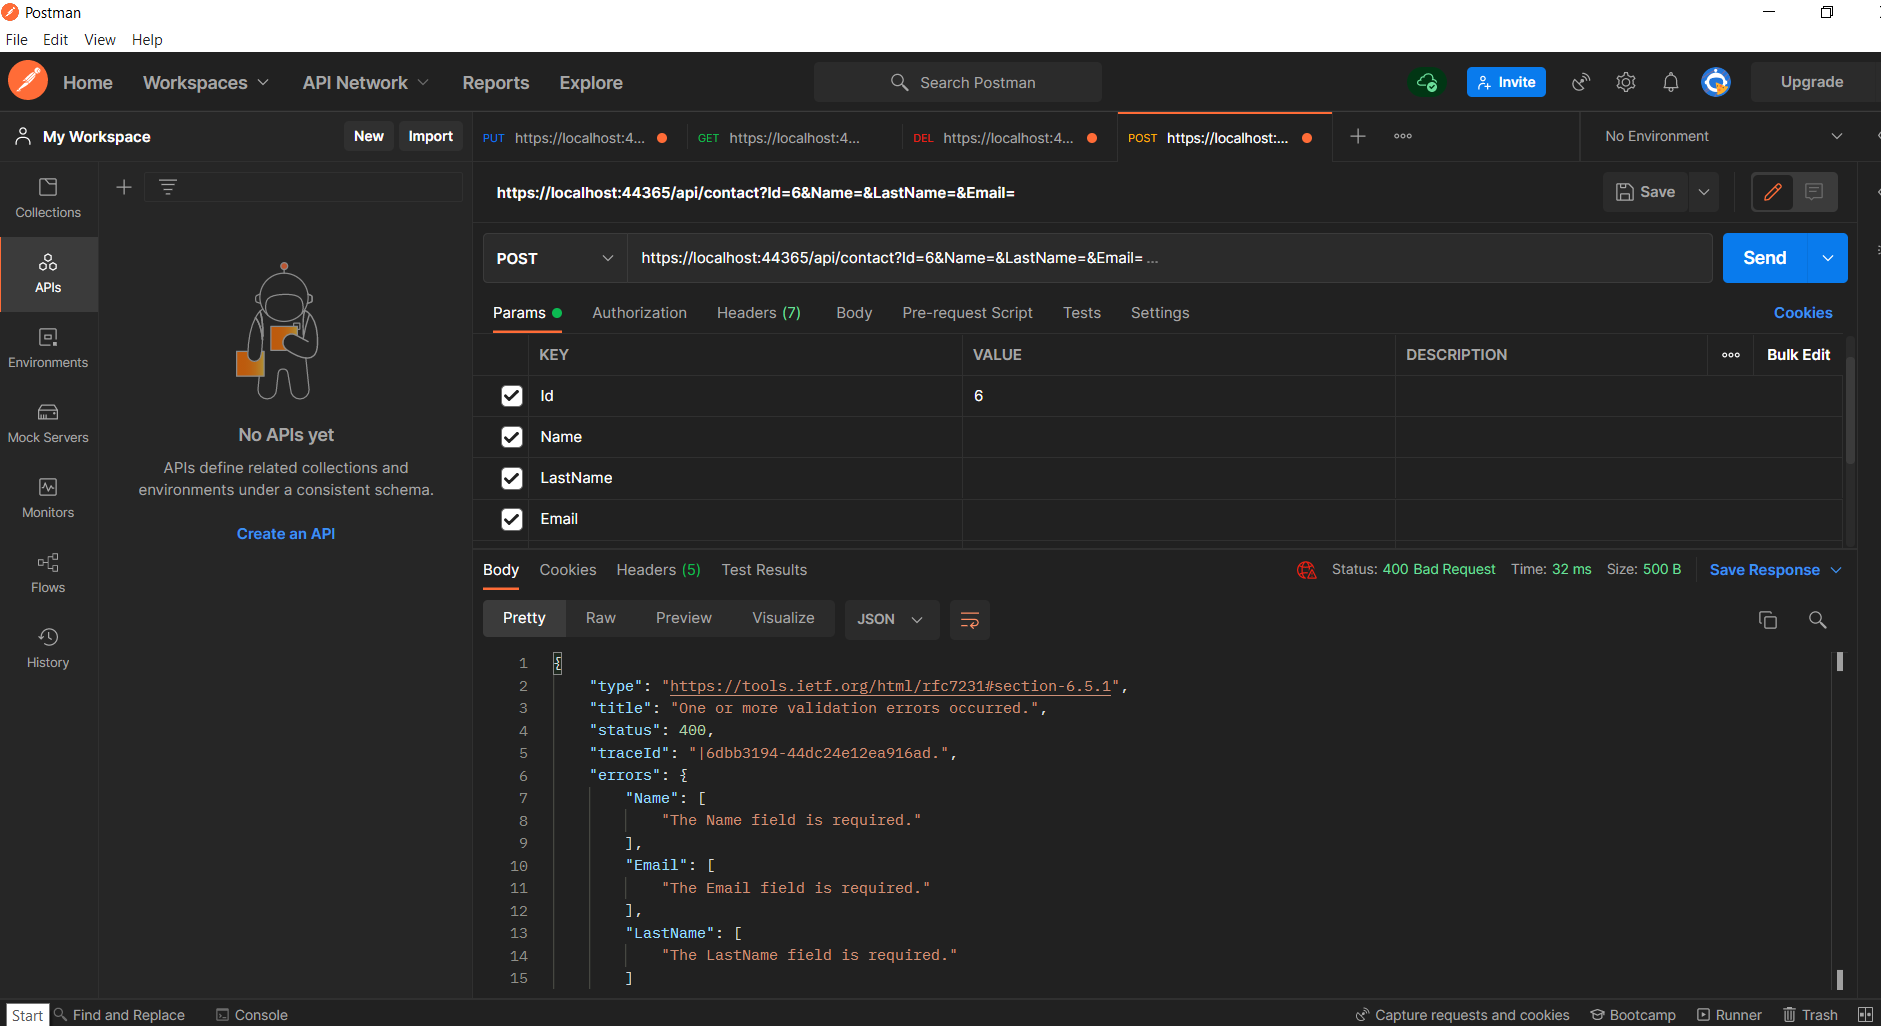 Postman
File Edit View Help
Home Workspaces API Network Reports Explore Search Postman Invite Upgrade
My Workspace New Import
PUT https://localhost:4... GET https://localhost:4... DEL https://localhost:4... POST https://localhost:... No Environment
https://localhost:44365/api/contact?Id=6&Name=&LastName=&Email= Save
Collections
APIs
Environments
Mock Servers
Monitors
Flows
History
No APIs yet
APIs define related collections and
environments under a consistent schema.
Create an API
POST https://localhost:44365/api/contact?Id=6&Name=&LastName=&Email= ... Send
Params Authorization Headers (7) Body Pre-request Script Tests Settings Cookies
KEY VALUE DESCRIPTION Bulk Edit
Id 6
Name
LastName
Email
Body Cookies Headers (5) Test Results Status: 400 Bad Request Time: 32 ms Size: 500 B Save Response
Pretty Raw Preview Visualize JSON
1 {
2 "type": "https://tools.ietf.org/html/rfc7231#section-6.5.1",
3 "title": "One or more validation errors occurred.",
4 "status": 400,
5 "traceId": "|6dbb3194-44dc24e12ea916ad.",
6 "errors": {
7 "Name": [
8 "The Name field is required."
9 ],
10 "Email": [
11 "The Email field is required."
12 ],
13 "LastName": [
14 "The LastName field is required."
15 ]
Start Find and Replace Console Capture requests and cookies Bootcamp Runner Trash